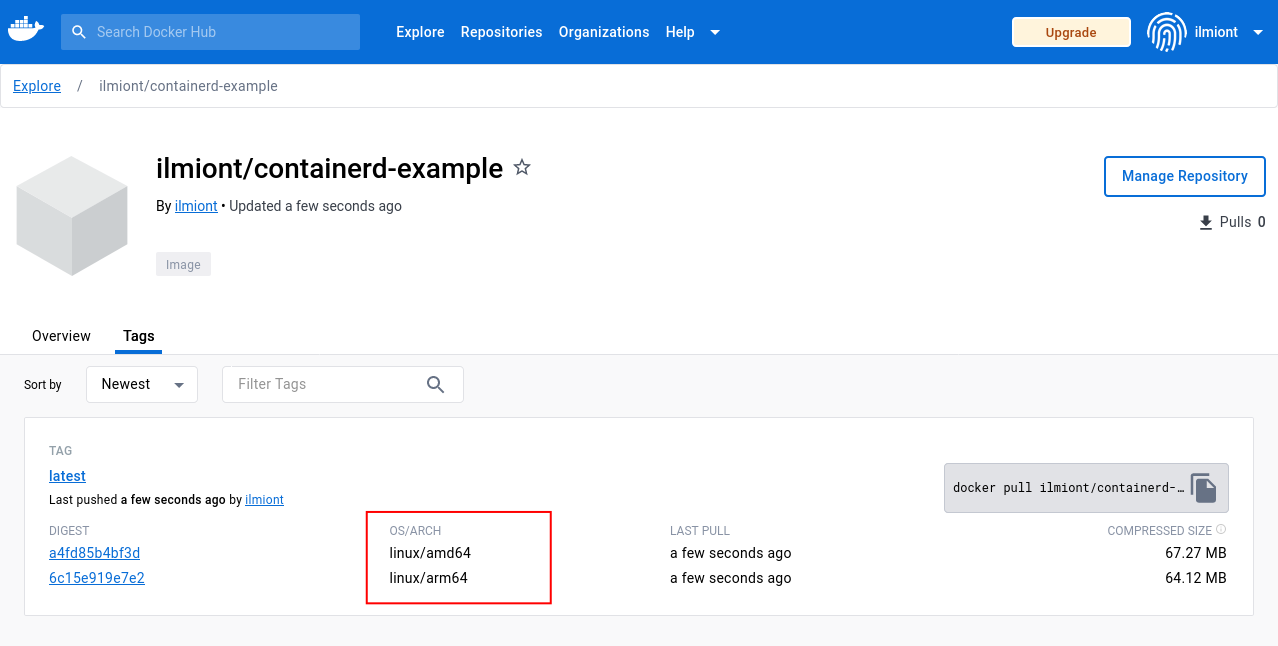 Search Docker Hub Explore Repositories Organizations Help Upgrade ilmiont
Explore / ilmiont/containerd-example
ilmiont/containerd-example
Manage Repository
By ilmiont • Updated a few seconds ago
Pulls 0
Image
Overview Tags
Sort by Newest Filter Tags
TAG
latest
docker pull ilmiont/containerd-…
Last pushed a few seconds ago by ilmiont
DIGEST OS/ARCH LAST PULL COMPRESSED SIZE
a4fd85b4bf3d linux/amd64 a few seconds ago 67.27 MB
6c15e919e7e2 linux/arm64 a few seconds ago 64.12 MB